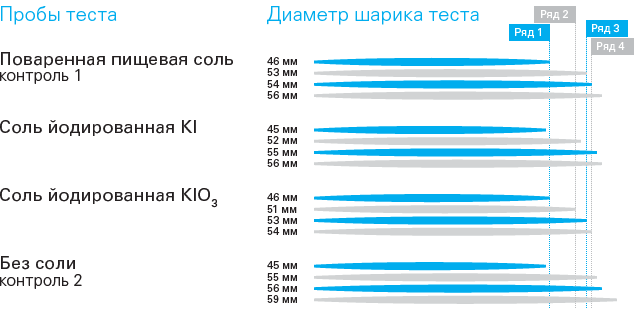 Пробы теста
Диаметр шарика теста
Ряд 2
Ряд 1
Ряд 3
Ряд 4
Поваренная пищевая соль
контроль 1
46 мм
53 мм
54 мм
56 мм
Соль йодированная KI
45 мм
52 мм
55 мм
56 мм
Соль йодированная KIO₃
46 мм
51 мм
53 мм
54 мм
Без соли
контроль 2
45 мм
55 мм
56 мм
59 мм